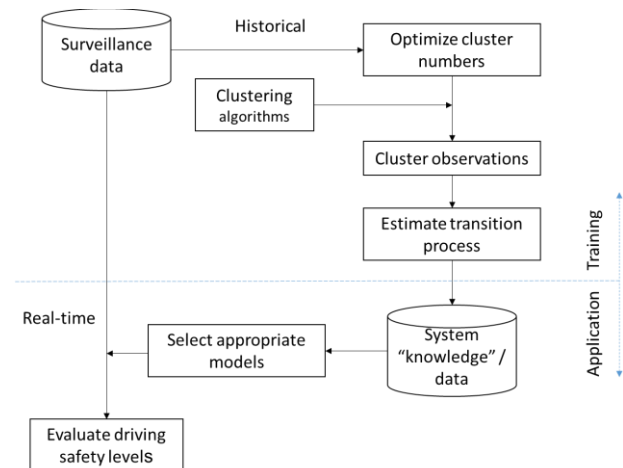 Surveillance
data
Historical
Optimize cluster
numbers
Clustering
algorithms
Cluster observations
Estimate transition
process
Training
Application
Real-time
Select appropriate
models
System
“knowledge” /
data
Evaluate driving
safety levels